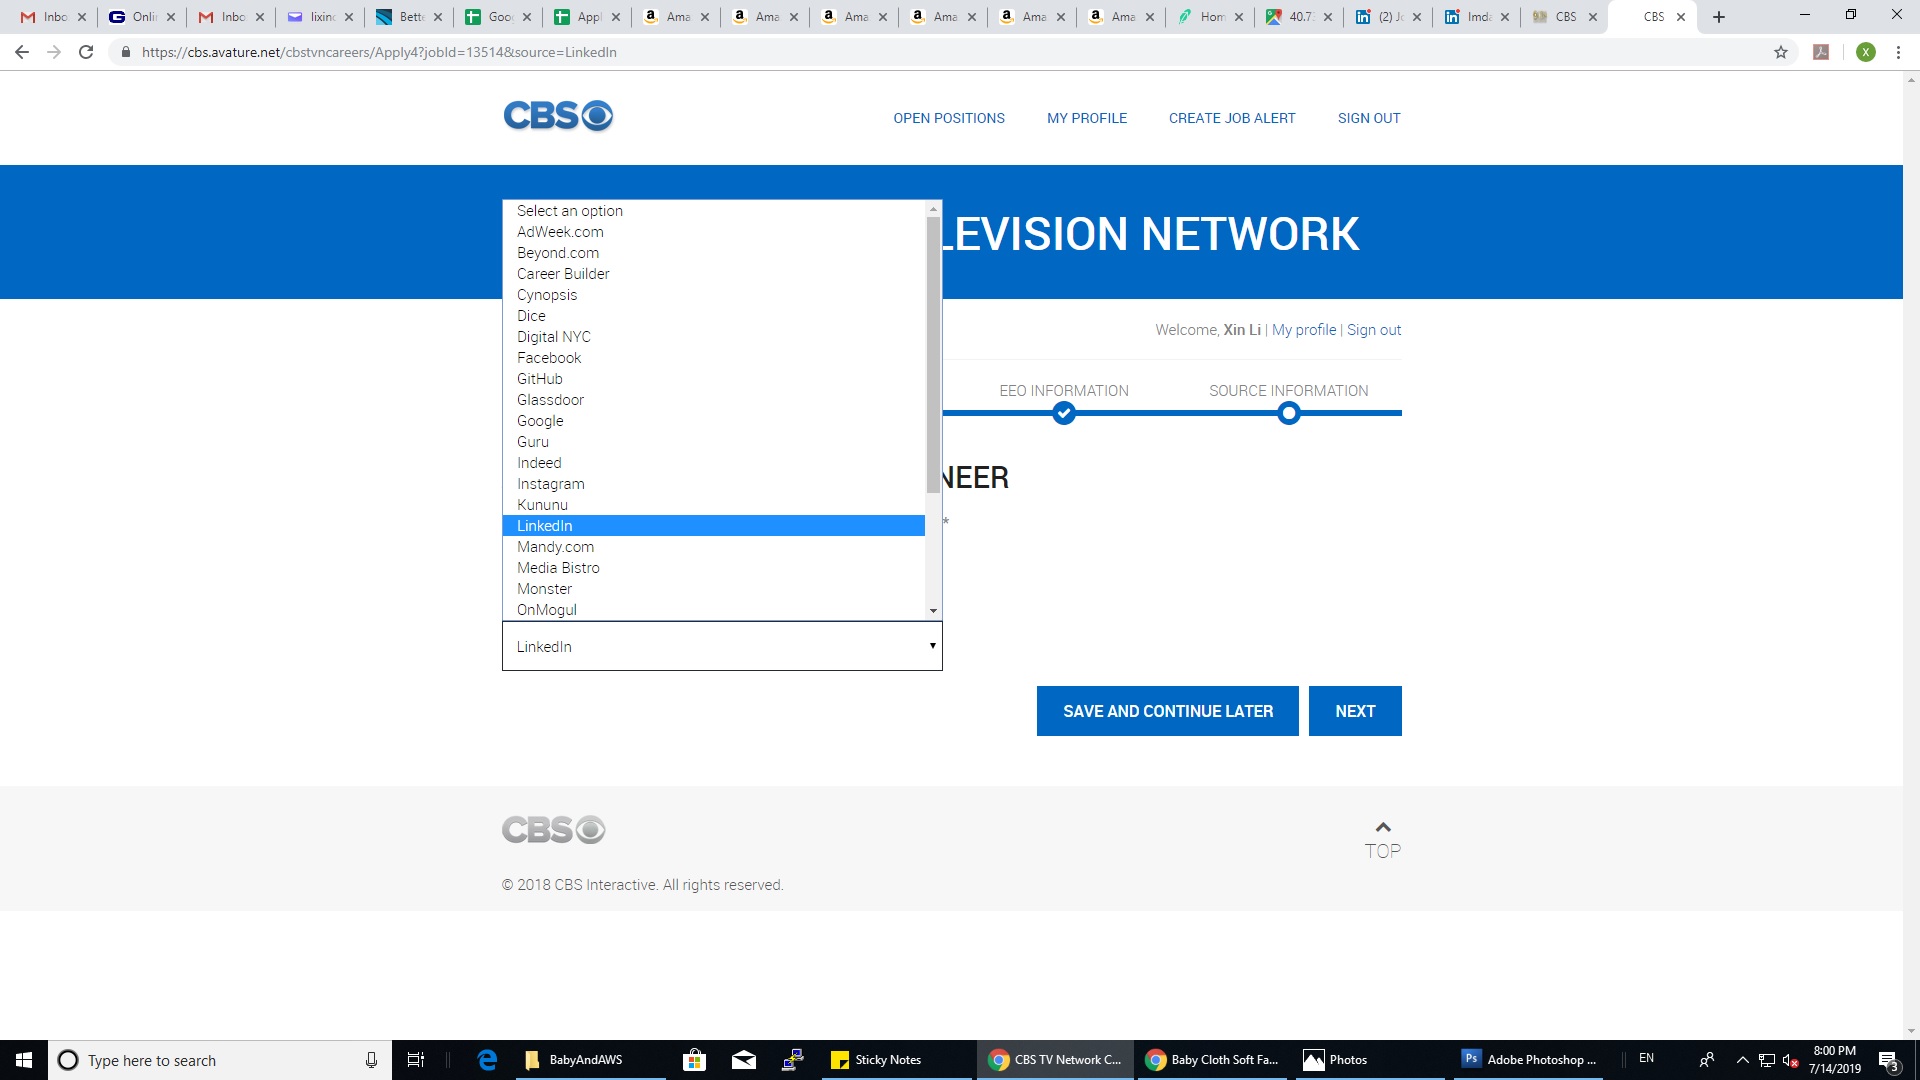 Inbo
Onli
Inbo
lixin
Bette
Goo
Appl
Ama
Ama
Ama
Ama
Ama
Ama
Hom
40.7
(2) Jo
Imda
CBS
CBS
https://cbs.avature.net/cbstvncareers/Apply4?jobId=13514&source=LinkedIn
X
CBS
OPEN POSITIONS
MY PROFILE
CREATE JOB ALERT
SIGN OUT
LEVISION NETWORK
Welcome, Xin Li | My profile | Sign out
EEO INFORMATION
SOURCE INFORMATION
NEER
*
Select an option
AdWeek.com
Beyond.com
Career Builder
Cynopsis
Dice
Digital NYC
Facebook
GitHub
Glassdoor
Google
Guru
Indeed
Instagram
Kununu
LinkedIn
Mandy.com
Media Bistro
Monster
OnMogul
LinkedIn
SAVE AND CONTINUE LATER
NEXT
CBS
TOP
© 2018 CBS Interactive. All rights reserved.
Type here to search
BabyAndAWS
Sticky Notes
CBS TV Network C...
Baby Cloth Soft Fa...
Photos
Ps
Adobe Photoshop ...
EN
8:00 PM
7/14/2019
3